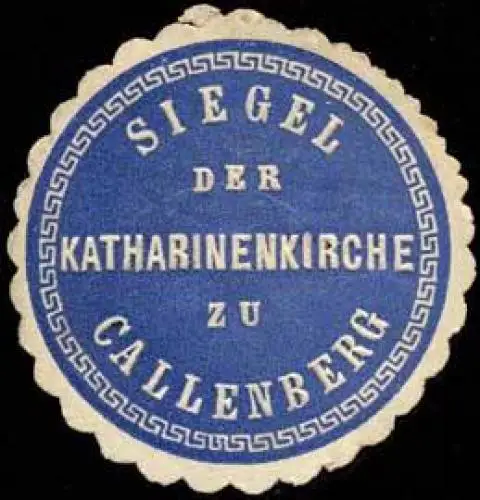 SIEGEL
DER
KATHARINENKIRCHE
ZU
CALLENBERG